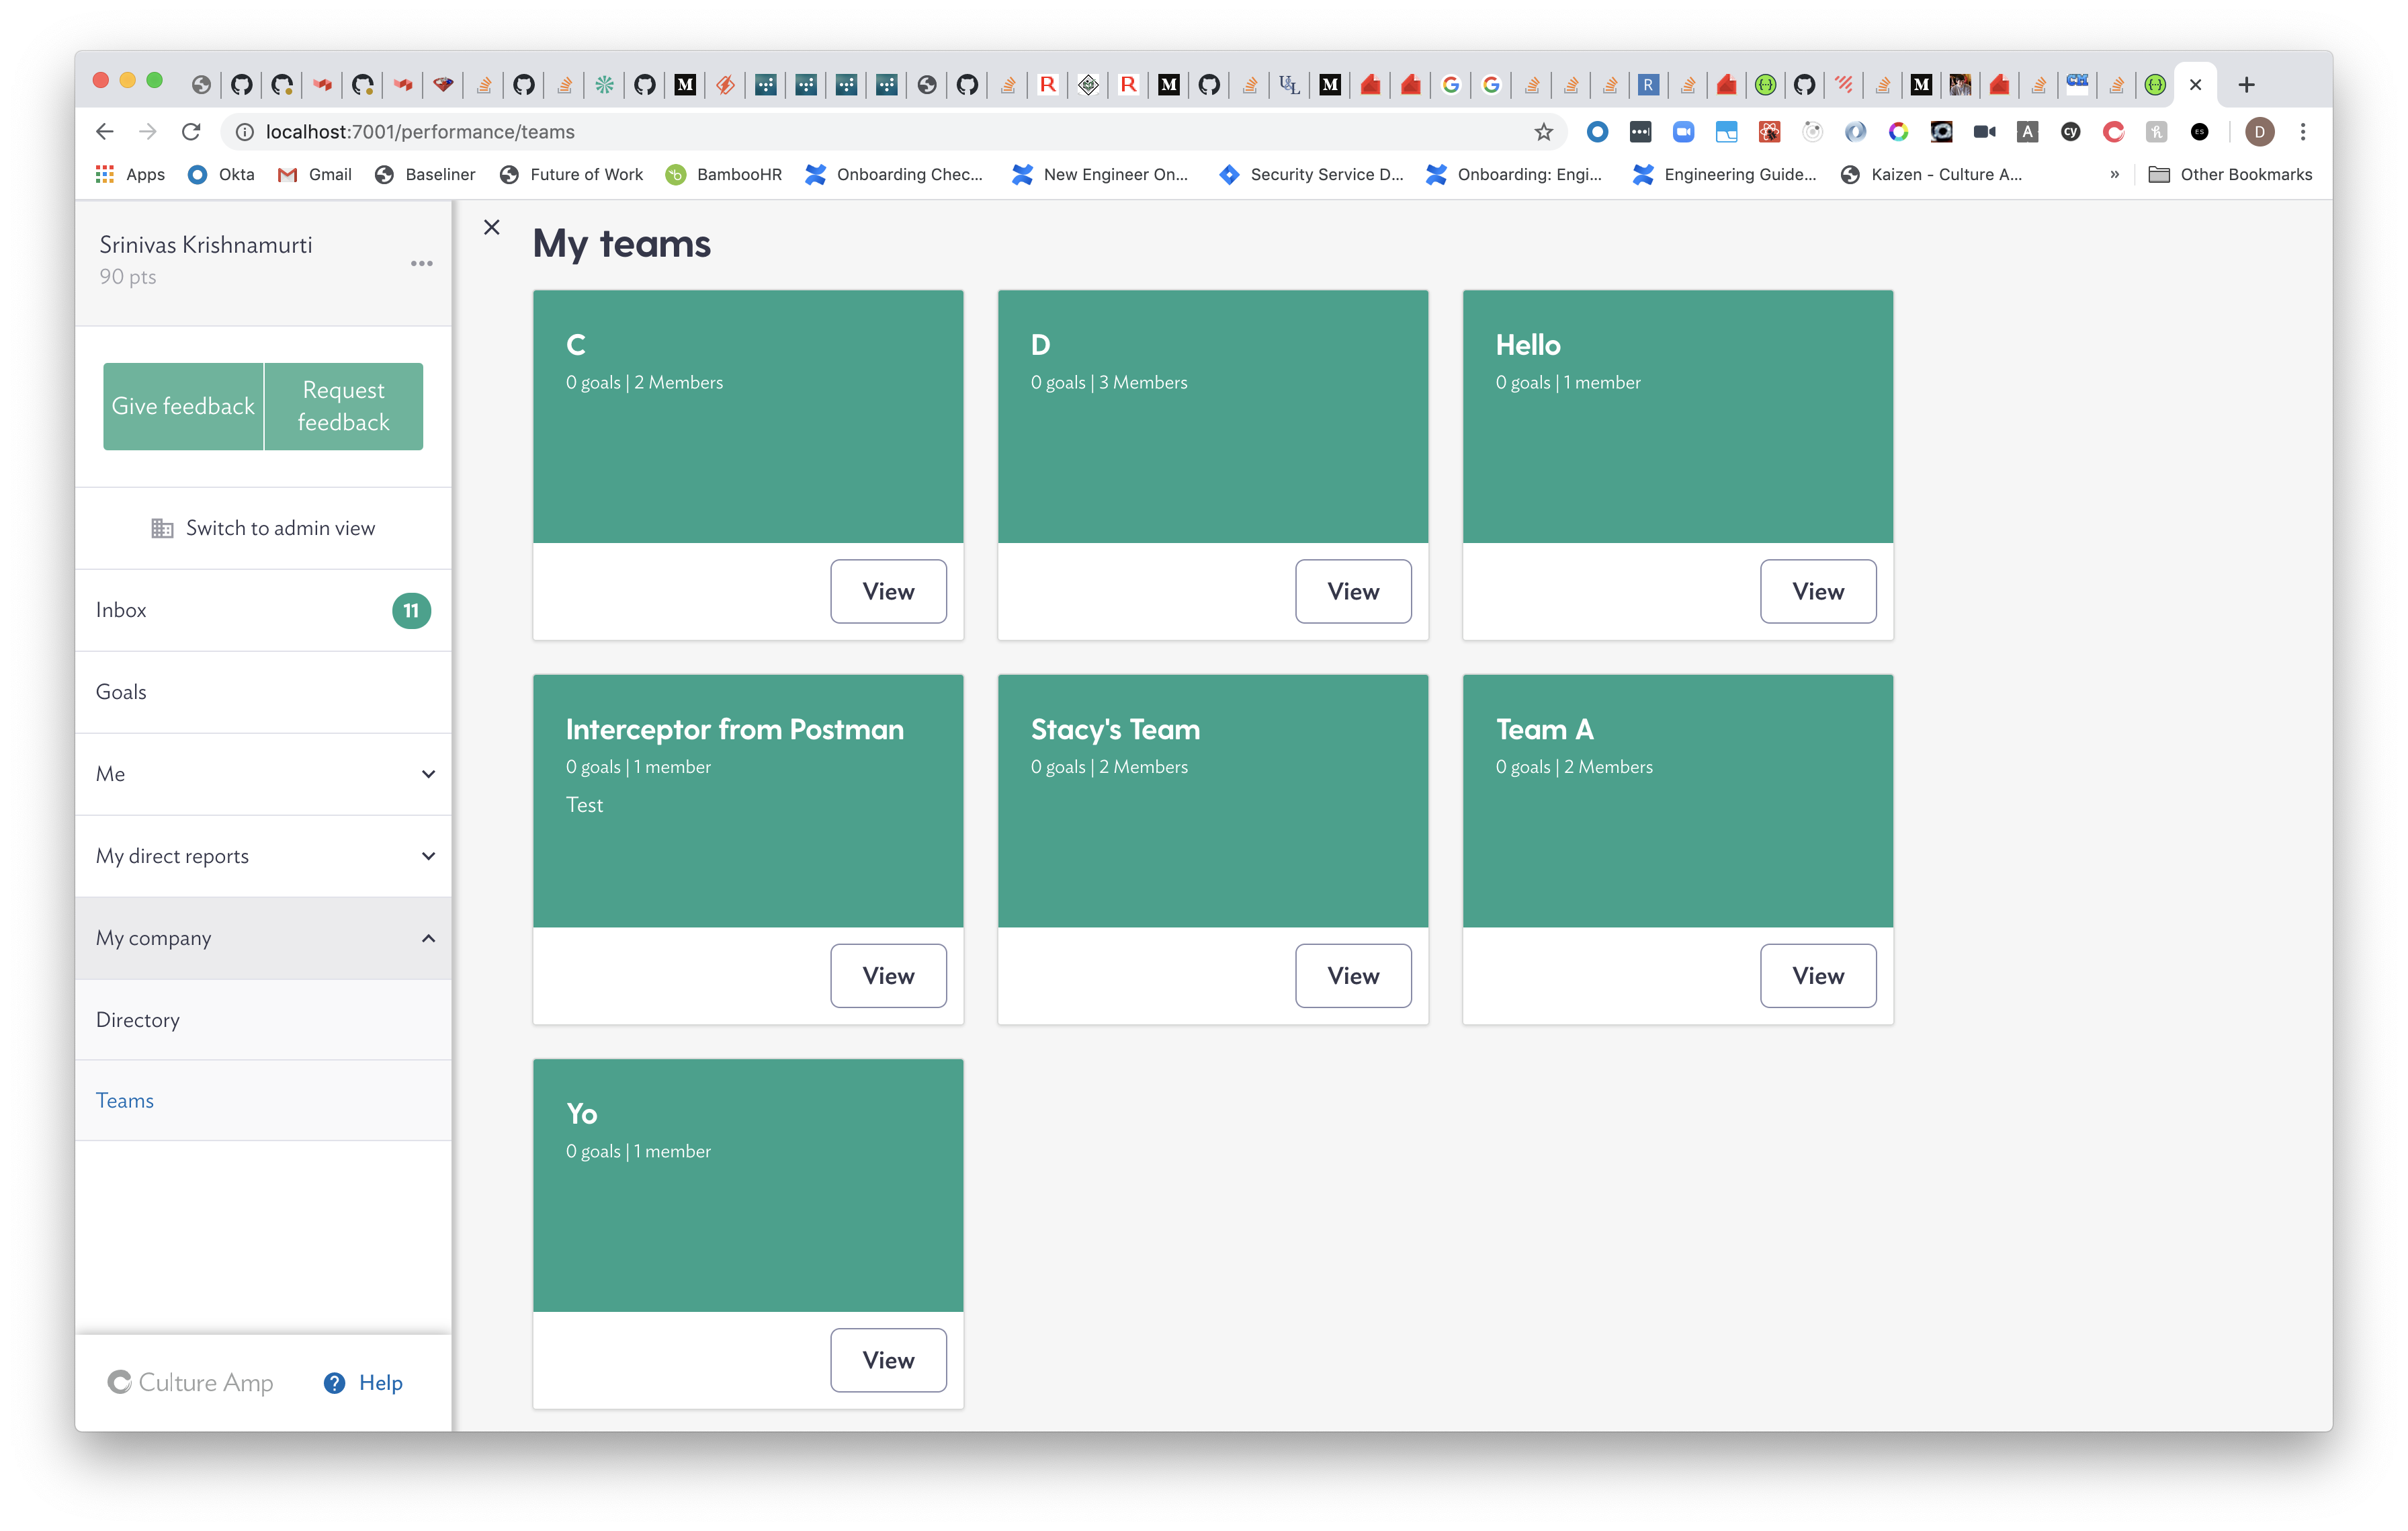 localhost:7001/performance/teams
D
Apps
Okta
Gmail
Baseliner
Future of Work
BambooHR
Onboarding Chec...
New Engineer On...
Security Service D...
Onboarding: Engi...
Engineering Guide...
Kaizen - Culture A...
»
Other Bookmarks
Srinivas Krishnamurti
90 pts
Give feedback
Request
feedback
Switch to admin view
Inbox
11
Goals
Me
My direct reports
My company
Directory
Teams
Culture Amp
Help
My teams
C
0 goals | 2 Members
View
D
0 goals | 3 Members
View
Hello
0 goals | 1 member
View
Interceptor from Postman
0 goals | 1 member
Test
View
Stacy's Team
0 goals | 2 Members
View
Team A
0 goals | 2 Members
View
Yo
0 goals | 1 member
View